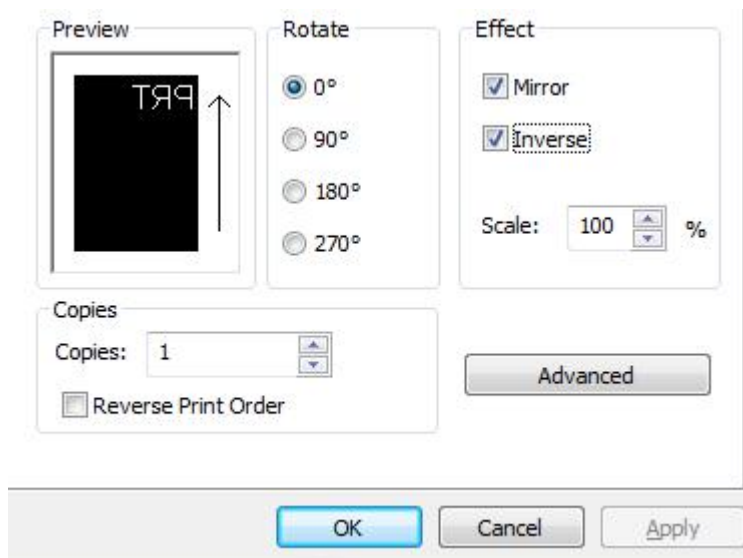 Preview
PRT
Rotate
0°
90°
180°
270°
Effect
Mirror
Inverse
Scale: 100 %
Copies
Copies: 1
Reverse Print Order
Advanced
OK Cancel Apply